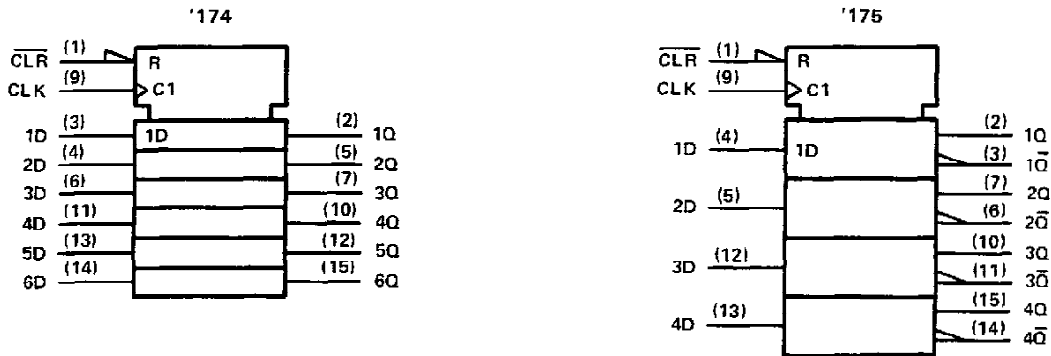 '174
CLR (1) R
CLK (9) C1
1D (3) 1D (2) 1Q
2D (4) (5) 2Q
3D (6) (7) 3Q
4D (11) (10) 4Q
5D (13) (12) 5Q
6D (14) (15) 6Q
'175
C̅L̅R̅ (1) R
CLK (9) C1
1D (4) 1D (2) 1Q
(3) 1Q̅
2D (5) (7) 2Q
(6) 2Q̅
3D (12) (10) 3Q
(11) 3Q̅
4D (13) (15) 4Q
(14) 4Q̅